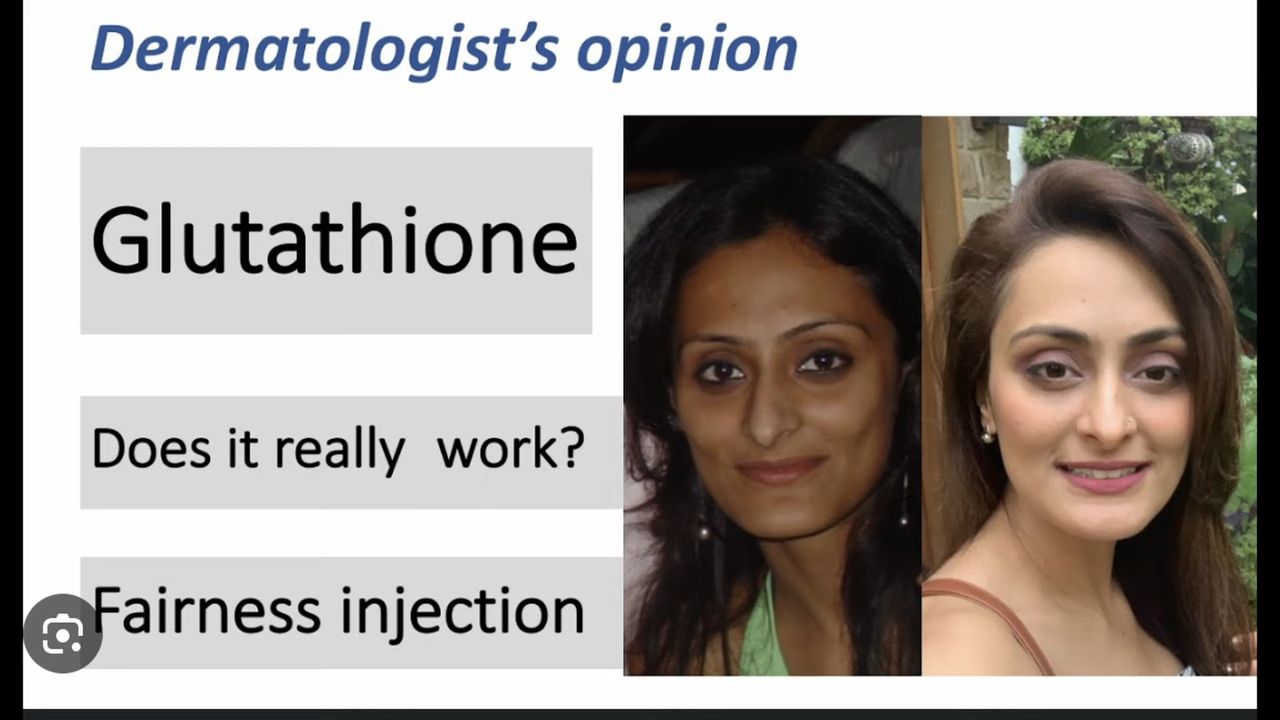 Dermatologist’s opinion
Glutathione
Does it really  work?
Fairness injection